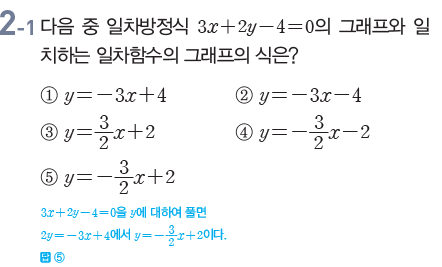 2-1 다음 중 일차방정식 3x+2y-4=0의 그래프와 일
치하는 일차함수의 그래프의 식은?
① y=-3x+4 ② y=-3x-4
③ y=3/2x+2 ④ y=-3/2x-2
⑤ y=-3/2x+2
3x+2y-4=0을 y에 대하여 풀면
2y=-3x+4에서 y=-3/2x+2이다.
답 ⑤